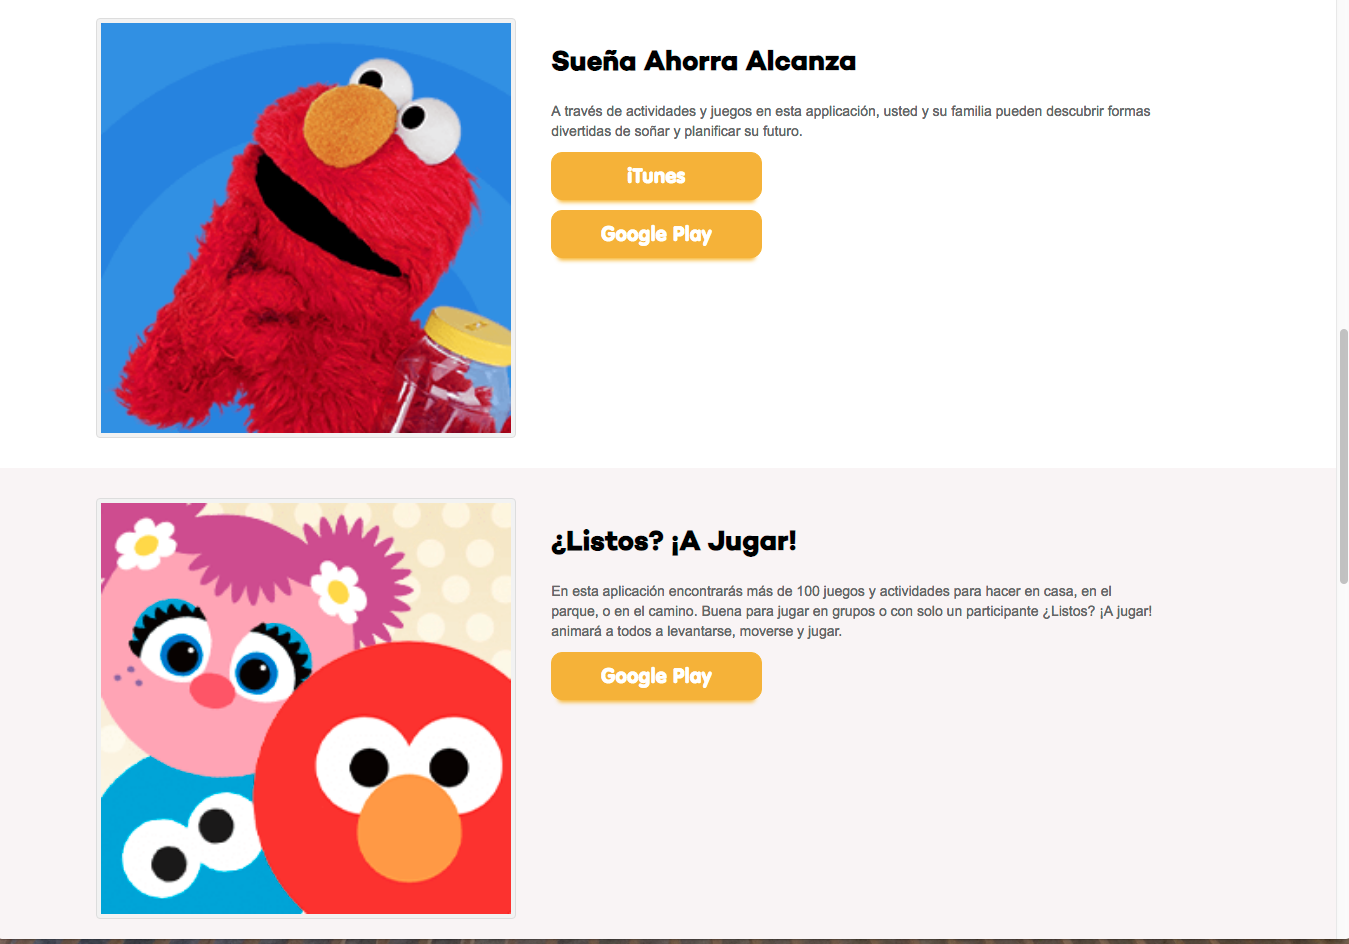 Sueña Ahorra Alcanza
A través de actividades y juegos en esta applicación, usted y su familia pueden descubrir formas
divertidas de soñar y planificar su futuro.
iTunes
Google Play
¿Listos? ¡A Jugar!
En esta aplicación encontrarás más de 100 juegos y actividades para hacer en casa, en el
parque, o en el camino. Buena para jugar en grupos o con solo un participante ¿Listos? ¡A jugar!
animará a todos a levantarse, moverse y jugar.
Google Play